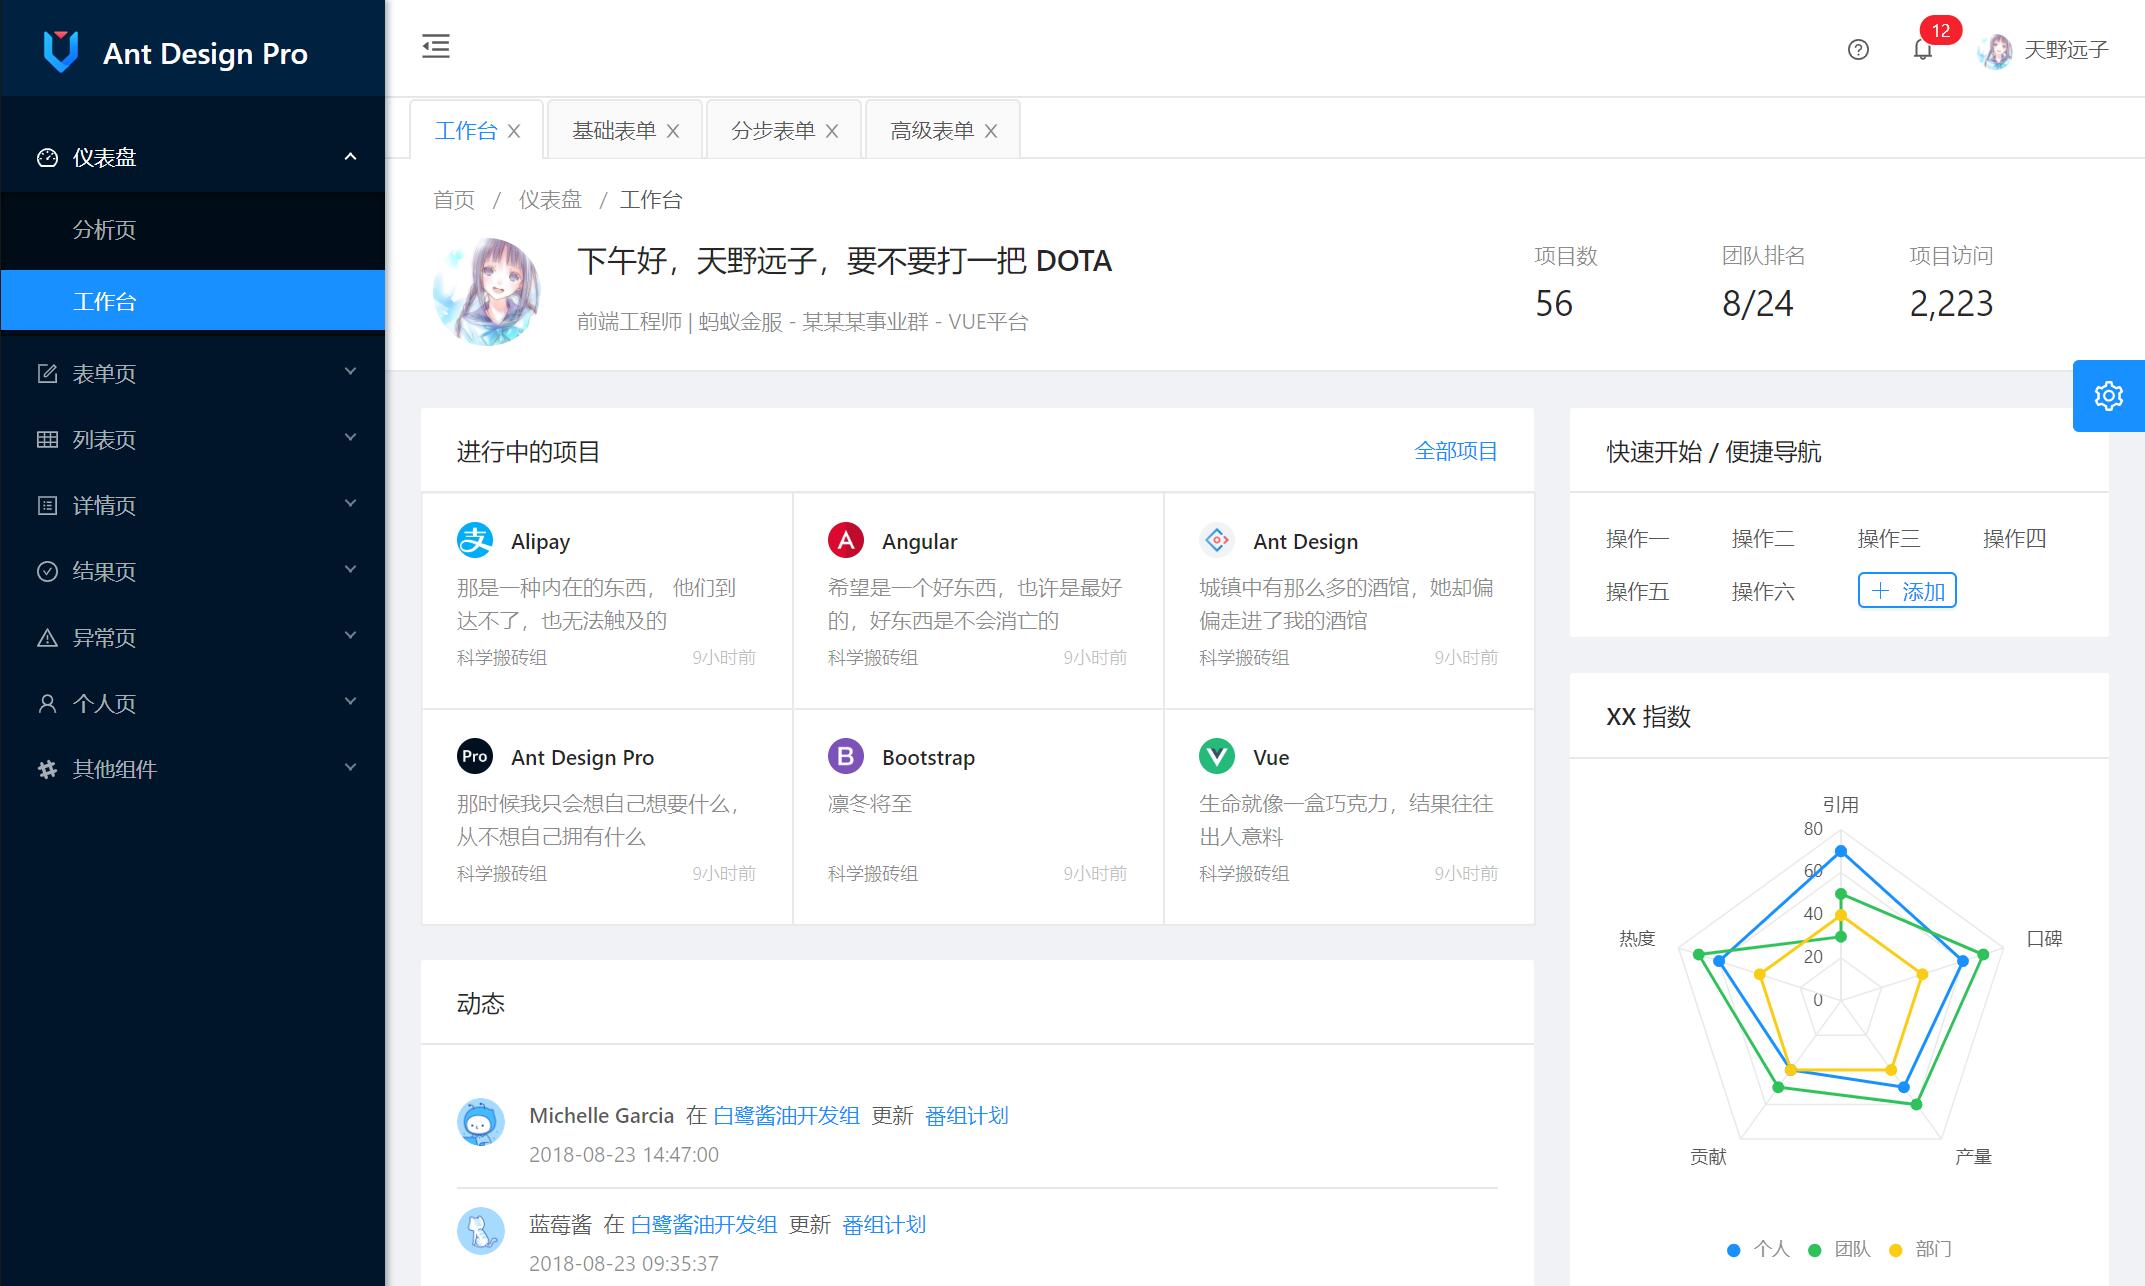 Ant Design Pro
仪表盘
分析页
工作台
表单页
列表页
详情页
结果页
异常页
个人页
其他组件
12
天野远子
工作台 基础表单 分步表单 高级表单
首页 / 仪表盘 / 工作台
下午好，天野远子，要不要打一把 DOTA
前端工程师 | 蚂蚁金服 - 某某某事业群 - VUE平台
项目数 团队排名 项目访问
56 8/24 2,223
进行中的项目 全部项目
Alipay
那是一种内在的东西， 他们到
达不了，也无法触及的
科学搬砖组 9小时前
Angular
希望是一个好东西，也许是最好
的，好东西是不会消亡的
科学搬砖组 9小时前
Ant Design
城镇中有那么多的酒馆，她却偏
偏走进了我的酒馆
科学搬砖组 9小时前
Pro
Ant Design Pro
那时候我只会想自己想要什么，
从不想自己拥有什么
科学搬砖组 9小时前
B
Bootstrap
凛冬将至
科学搬砖组 9小时前
Vue
生命就像一盒巧克力，结果往往
出人意料
科学搬砖组 9小时前
动态
Michelle Garcia 在 白鹭酱油开发组 更新 番组计划
2018-08-23 14:47:00
蓝莓酱 在 白鹭酱油开发组 更新 番组计划
2018-08-23 09:35:37
快速开始 / 便捷导航
操作一 操作二 操作三 操作四
操作五 操作六 添加
XX 指数
引用
80
60
40
热度 口碑
20
0
贡献 产量
个人 团队 部门